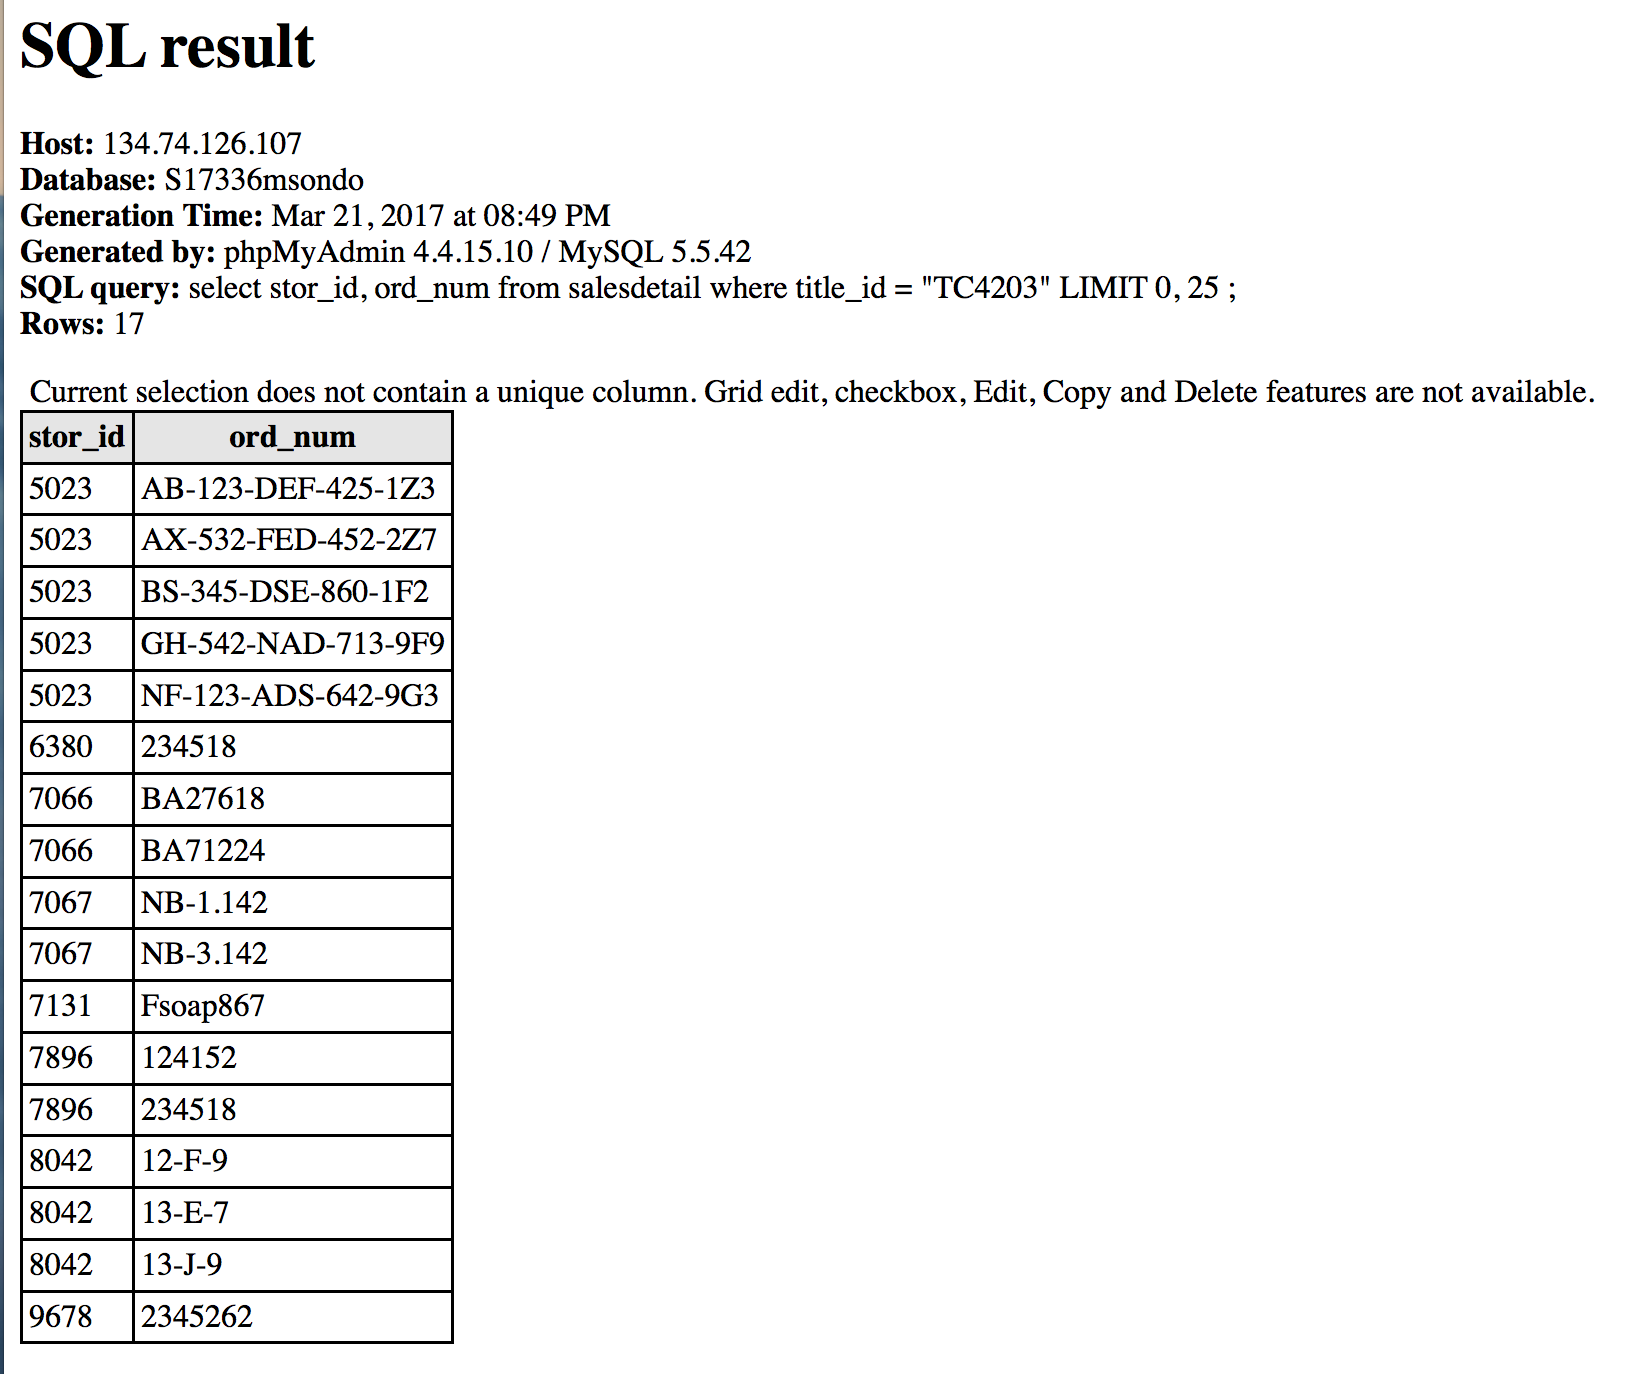 SQL result
Host: 134.74.126.107
Database: S17336msondo
Generation Time: Mar 21, 2017 at 08:49 PM
Generated by: phpMyAdmin 4.4.15.10 / MySQL 5.5.42
SQL query: select stor_id, ord_num from salesdetail where title_id = "TC4203" LIMIT 0, 25 ;
Rows: 17
Current selection does not contain a unique column. Grid edit, checkbox, Edit, Copy and Delete features are not available.
stor_id ord_num
5023 AB-123-DEF-425-1Z3
5023 AX-532-FED-452-2Z7
5023 BS-345-DSE-860-1F2
5023 GH-542-NAD-713-9F9
5023 NF-123-ADS-642-9G3
6380 234518
7066 BA27618
7066 BA71224
7067 NB-1.142
7067 NB-3.142
7131 Fsoap867
7896 124152
7896 234518
8042 12-F-9
8042 13-E-7
8042 13-J-9
9678 2345262